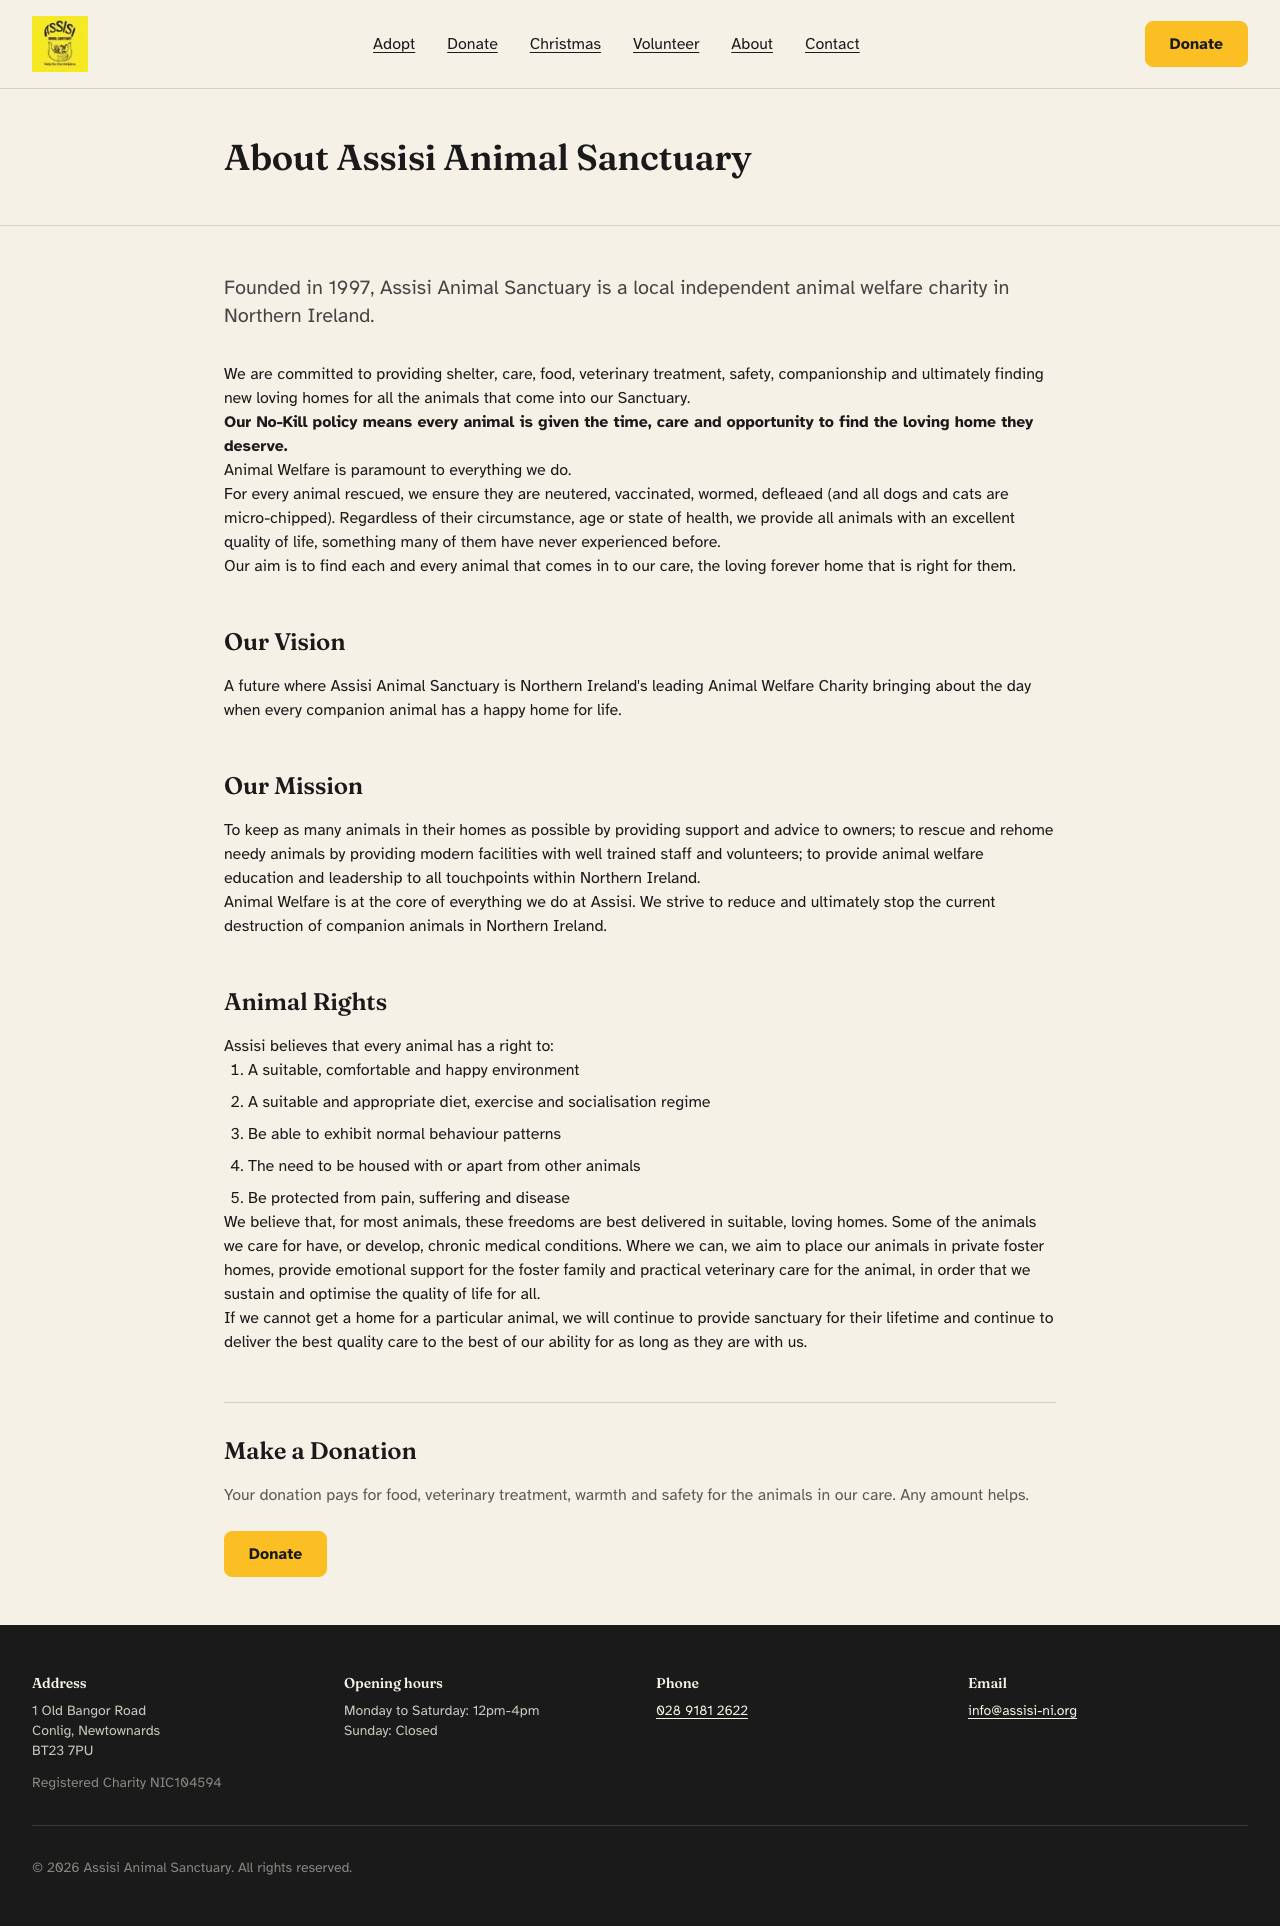 ASSISI
Adopt Donate Christmas Volunteer About Contact
Donate
About Assisi Animal Sanctuary
Founded in 1997, Assisi Animal Sanctuary is a local independent animal welfare charity in
Northern Ireland.
We are committed to providing shelter, care, food, veterinary treatment, safety, companionship and ultimately finding
new loving homes for all the animals that come into our Sanctuary.
Our No-Kill policy means every animal is given the time, care and opportunity to find the loving home they
deserve.
Animal Welfare is paramount to everything we do.
For every animal rescued, we ensure they are neutered, vaccinated, wormed, defleaed (and all dogs and cats are
micro-chipped). Regardless of their circumstance, age or state of health, we provide all animals with an excellent
quality of life, something many of them have never experienced before.
Our aim is to find each and every animal that comes in to our care, the loving forever home that is right for them.
Our Vision
A future where Assisi Animal Sanctuary is Northern Ireland's leading Animal Welfare Charity bringing about the day
when every companion animal has a happy home for life.
Our Mission
To keep as many animals in their homes as possible by providing support and advice to owners; to rescue and rehome
needy animals by providing modern facilities with well trained staff and volunteers; to provide animal welfare
education and leadership to all touchpoints within Northern Ireland.
Animal Welfare is at the core of everything we do at Assisi. We strive to reduce and ultimately stop the current
destruction of companion animals in Northern Ireland.
Animal Rights
Assisi believes that every animal has a right to:
1. A suitable, comfortable and happy environment
2. A suitable and appropriate diet, exercise and socialisation regime
3. Be able to exhibit normal behaviour patterns
4. The need to be housed with or apart from other animals
5. Be protected from pain, suffering and disease
We believe that, for most animals, these freedoms are best delivered in suitable, loving homes. Some of the animals
we care for have, or develop, chronic medical conditions. Where we can, we aim to place our animals in private foster
homes, provide emotional support for the foster family and practical veterinary care for the animal, in order that we
sustain and optimise the quality of life for all.
If we cannot get a home for a particular animal, we will continue to provide sanctuary for their lifetime and continue to
deliver the best quality care to the best of our ability for as long as they are with us.
Make a Donation
Your donation pays for food, veterinary treatment, warmth and safety for the animals in our care. Any amount helps.
Donate
Address
1 Old Bangor Road
Conlig, Newtownards
BT23 7PU
Registered Charity NIC104594
Opening hours
Monday to Saturday: 12pm-4pm
Sunday: Closed
Phone
028 9181 2622
Email
info@assisi-ni.org
© 2026 Assisi Animal Sanctuary. All rights reserved.